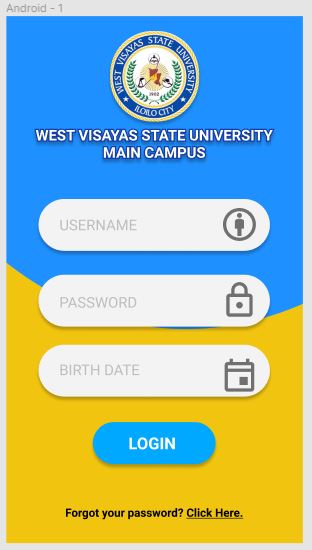 Android - 1
WEST VISAYAS STATE UNIVERSITY
1902
ILOILO CITY
WEST VISAYAS STATE UNIVERSITY
MAIN CAMPUS
USERNAME
PASSWORD
BIRTH DATE
LOGIN
Forgot your password? Click Here.